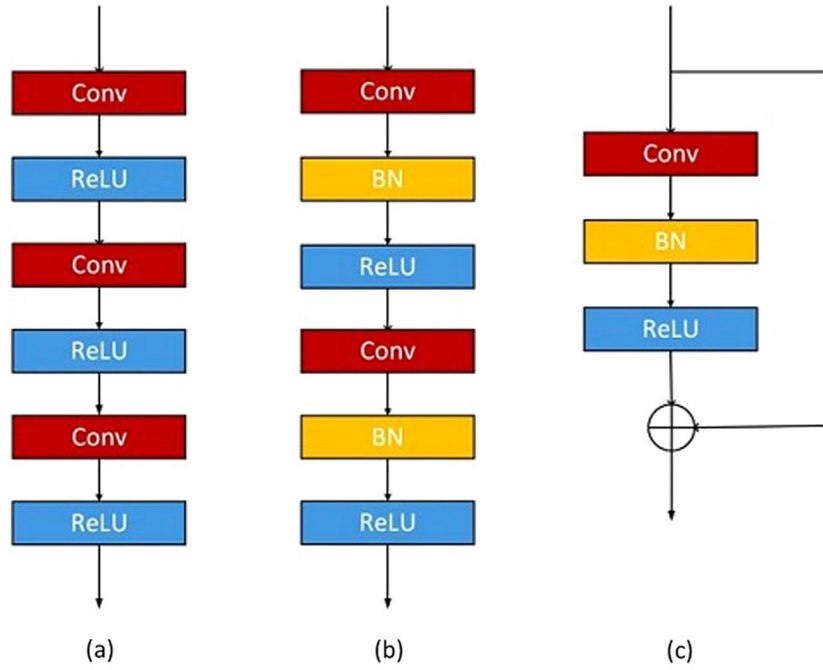 Conv
ReLU
Conv
ReLU
Conv
ReLU
(a)
Conv
BN
ReLU
Conv
BN
ReLU
(b)
Conv
BN
ReLU
(c)